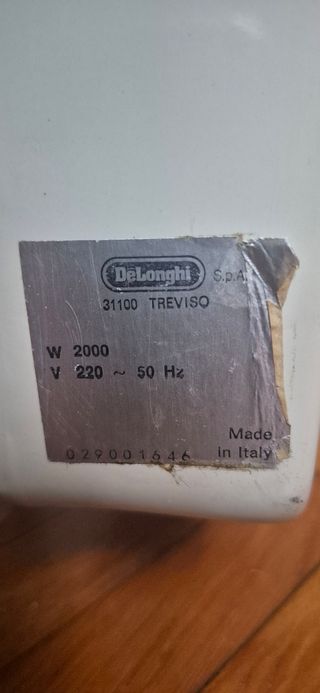 DeLonghi S.p.A
31100 TREVISO
W 2000
V 220 ~ 50 Hz
Made
in Italy
029001646